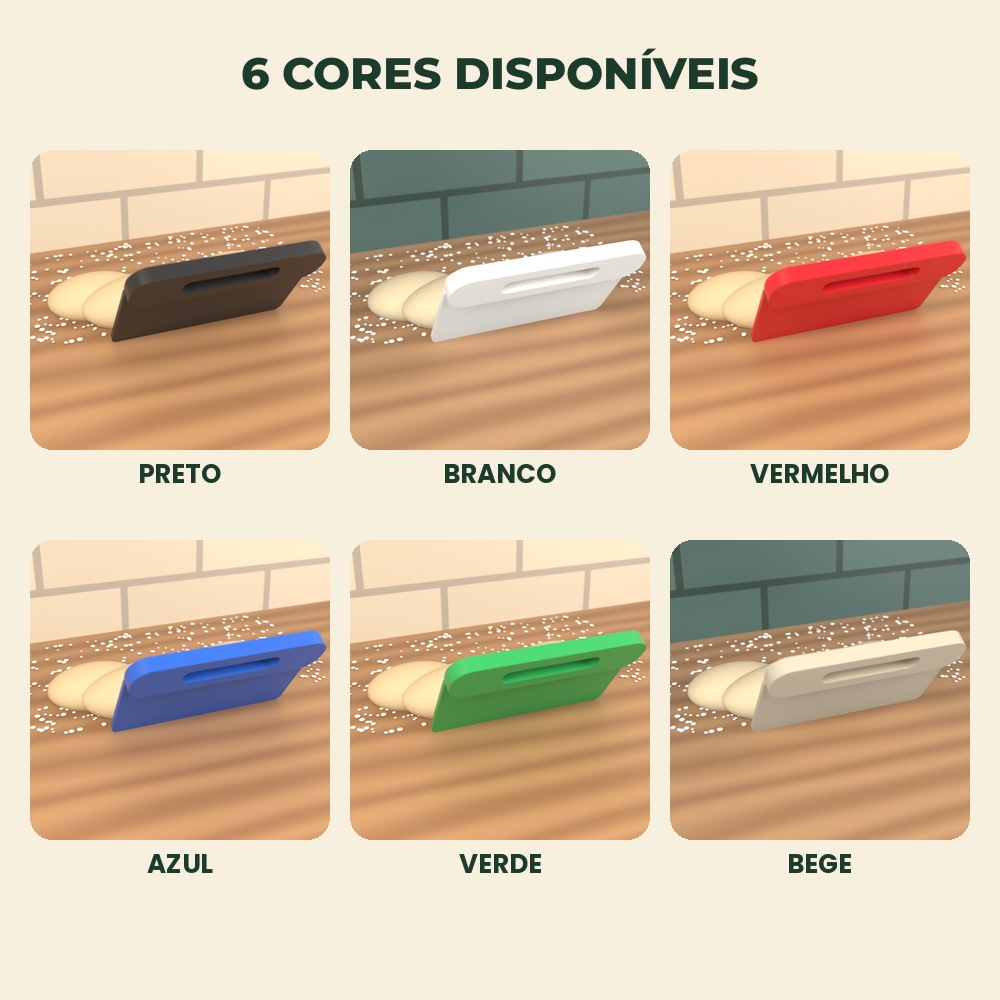 6 CORES DISPONÍVEIS
PRETO
BRANCO
VERMELHO
AZUL
VERDE
BEGE